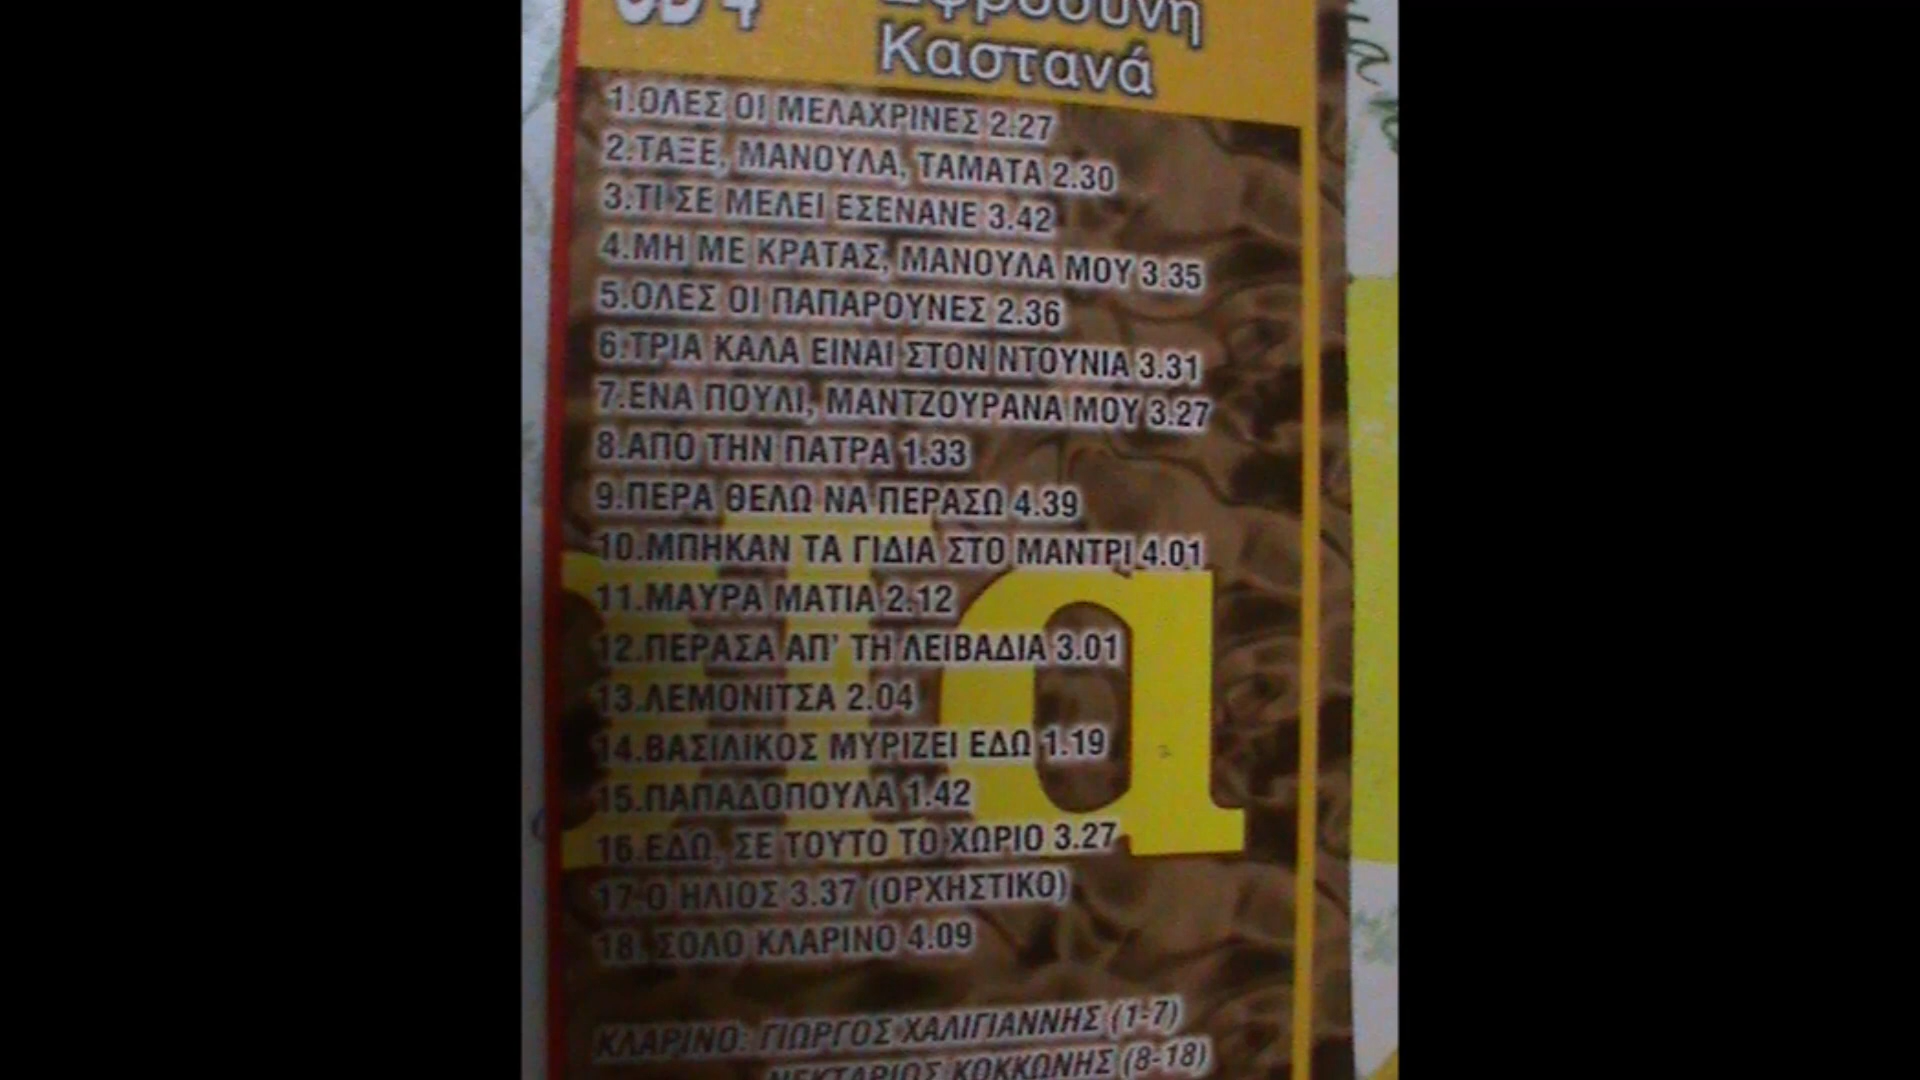 CD 4
Καστανά
1.ΟΛΕΣ ΟΙ ΜΕΛΑΧΡΙΝΕΣ 2.27
2.ΤΑΞΕ, ΜΑΝΟΥΛΑ, ΤΑΜΑΤΑ 2.30
3.ΤΙ ΣΕ ΜΕΛΕΙ ΕΣΕΝΑΝΕ 3.42
4.ΜΗ ΜΕ ΚΡΑΤΑΣ, ΜΑΝΟΥΛΑ ΜΟΥ 3.35
5.ΟΛΕΣ ΟΙ ΠΑΠΑΡΟΥΝΕΣ 2.36
6.ΤΡΙΑ ΚΑΛΑ ΕΙΝΑΙ ΣΤΟΝ ΝΤΟΥΝΙΑ 3.31
7.ΕΝΑ ΠΟΥΛΙ, ΜΑΝΤΖΟΥΡΑΝΑ ΜΟΥ 3.27
8.ΑΠΟ ΤΗΝ ΠΑΤΡΑ 1.33
9.ΠΕΡΑ ΘΕΛΩ ΝΑ ΠΕΡΑΣΩ 4.39
10.ΜΠΗΚΑΝ ΤΑ ΓΙΔΙΑ ΣΤΟ ΜΑΝΤΡΙ 4.01
11.ΜΑΥΡΑ ΜΑΤΙΑ 2.12
12.ΠΕΡΑΣΑ ΑΠ' ΤΗ ΛΕΙΒΑΔΙΑ 3.01
13.ΛΕΜΟΝΙΤΣΑ 2.04
14.ΒΑΣΙΛΙΚΟΣ ΜΥΡΙΖΕΙ ΕΔΩ 1.19
15.ΠΑΠΑΔΟΠΟΥΛΑ 1.42
16.ΕΔΩ, ΣΕ ΤΟΥΤΟ ΤΟ ΧΩΡΙΟ 3.27
17.Ο ΗΛΙΟΣ 3.37 (ΟΡΧΗΣΤΙΚΟ)
18. ΣΟΛΟ ΚΛΑΡΙΝΟ 4.09
ΚΛΑΡΙΝΟ: ΓΙΩΡΓΟΣ ΧΑΛΙΓΙΑΝΝΗΣ (1-7)
ΝΕΚΤΑΡΙΟΣ ΚΟΚΚΩΝΗΣ (8-18)